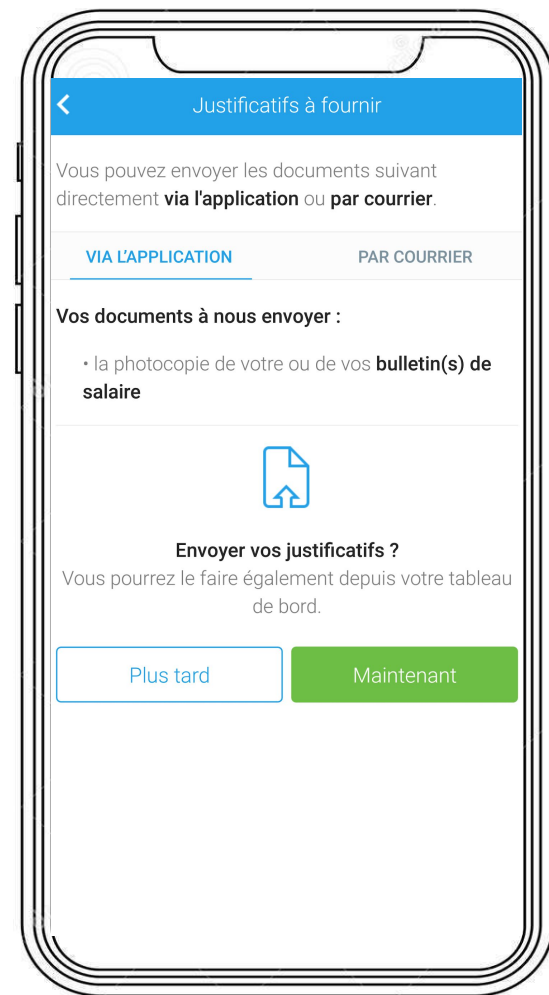 Justificatifs à fournir
Vous pouvez envoyer les documents suivant
directement via l'application ou par courrier.
VIA L'APPLICATION PAR COURRIER
Vos documents à nous envoyer :
• la photocopie de votre ou de vos bulletin(s) de
salaire
Envoyer vos justificatifs ?
Vous pourrez le faire également depuis votre tableau
de bord.
Plus tard Maintenant